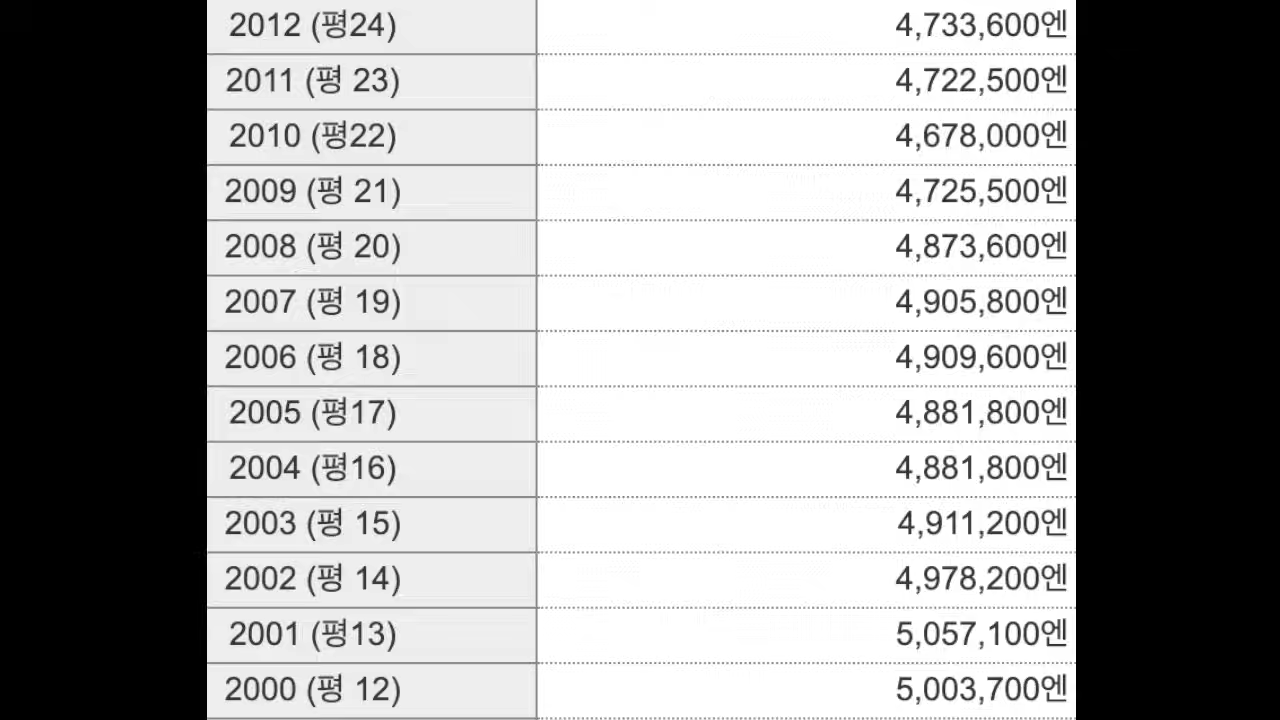 2012 (평24) 4,733,600엔
2011 (평 23) 4,722,500엔
2010 (평22) 4,678,000엔
2009 (평 21) 4,725,500엔
2008 (평 20) 4,873,600엔
2007 (평 19) 4,905,800엔
2006 (평 18) 4,909,600엔
2005 (평17) 4,881,800엔
2004 (평16) 4,881,800엔
2003 (평 15) 4,911,200엔
2002 (평 14) 4,978,200엔
2001 (평13) 5,057,100엔
2000 (평 12) 5,003,700엔